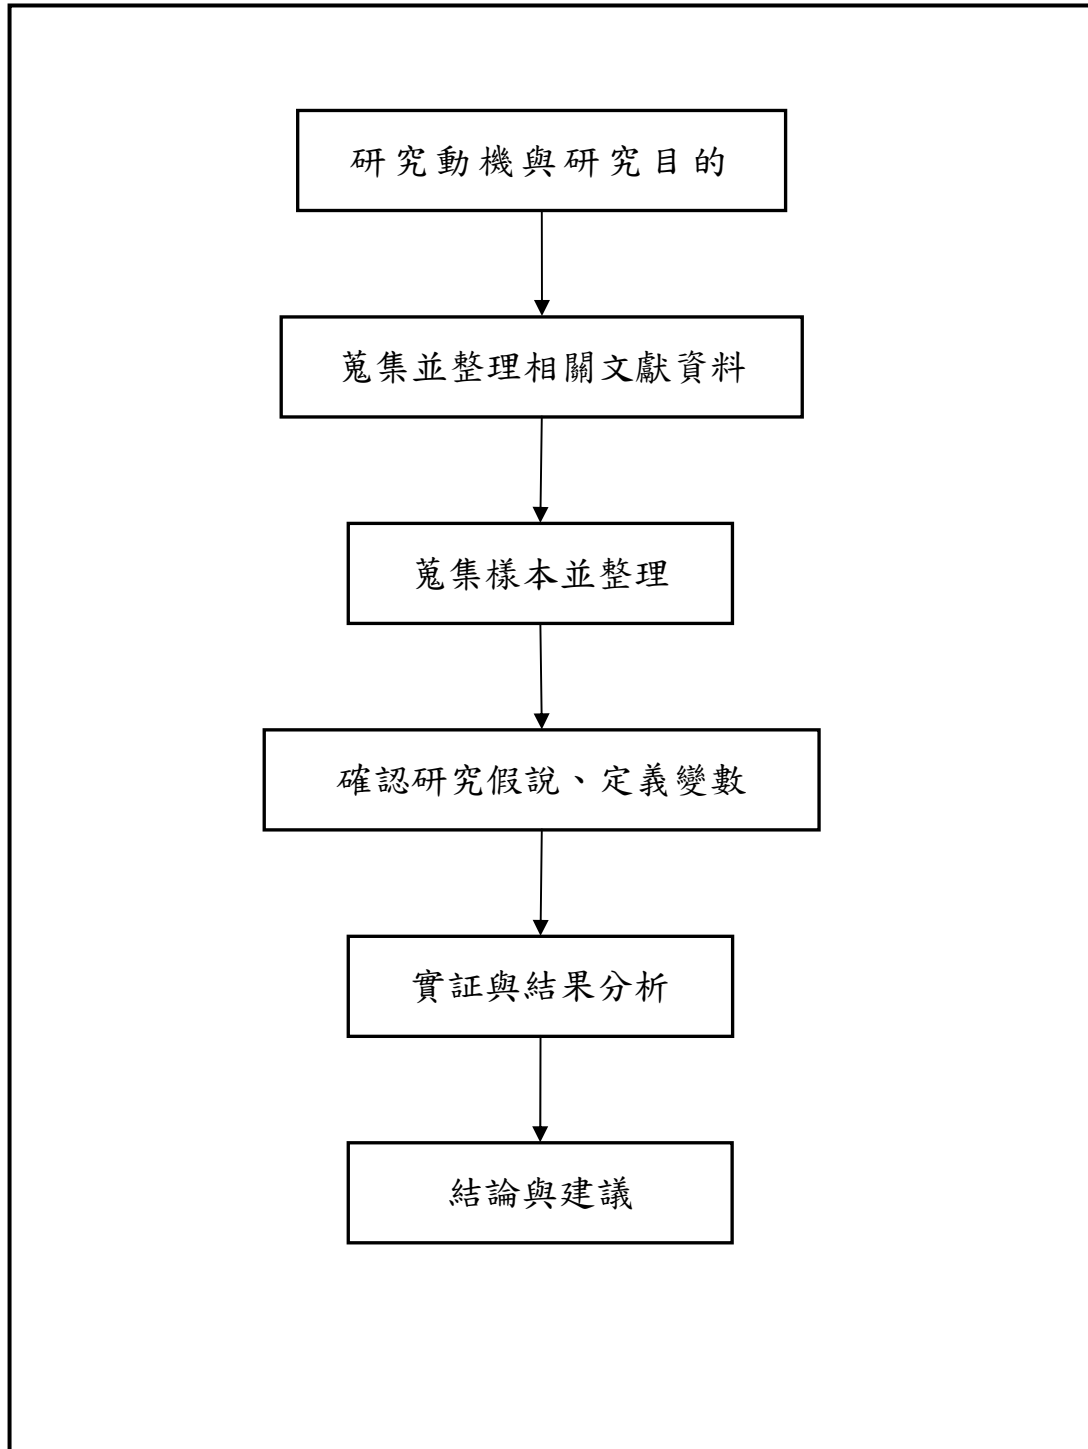 研究動機與研究目的
蒐集並整理相關文獻資料
蒐集樣本並整理
確認研究假說、定義變數
實証與結果分析
結論與建議